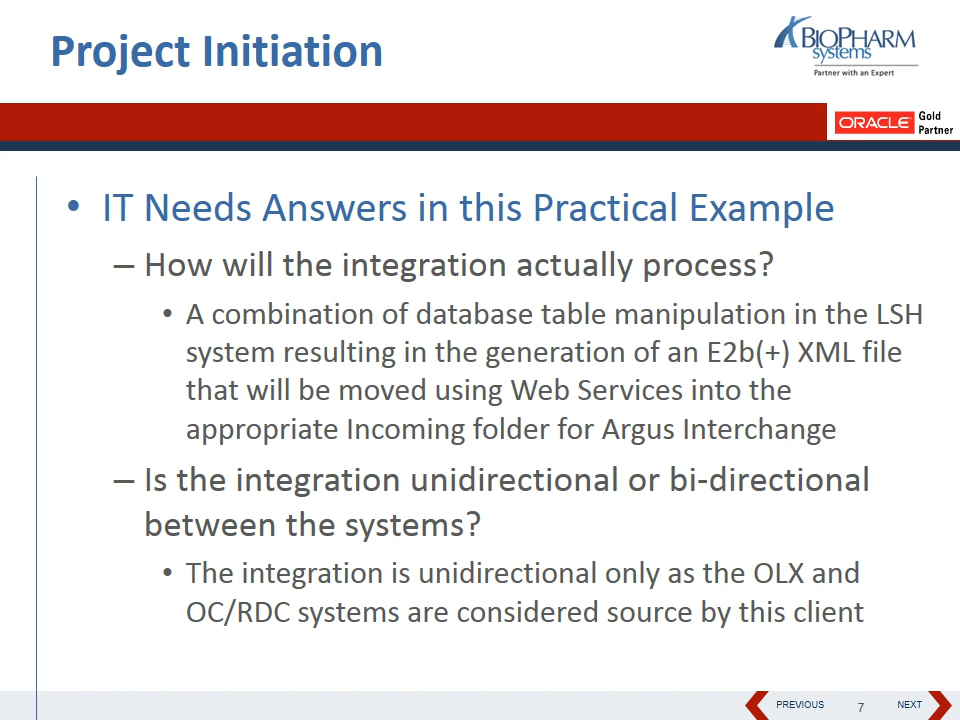 Project Initiation
BIOPHARM
systems
Partner with an Expert
ORACLE Gold
Partner
• IT Needs Answers in this Practical Example
– How will the integration actually process?
• A combination of database table manipulation in the LSH
system resulting in the generation of an E2b(+) XML file
that will be moved using Web Services into the
appropriate Incoming folder for Argus Interchange
– Is the integration unidirectional or bi-directional
between the systems?
• The integration is unidirectional only as the OLX and
OC/RDC systems are considered source by this client
PREVIOUS 7 NEXT